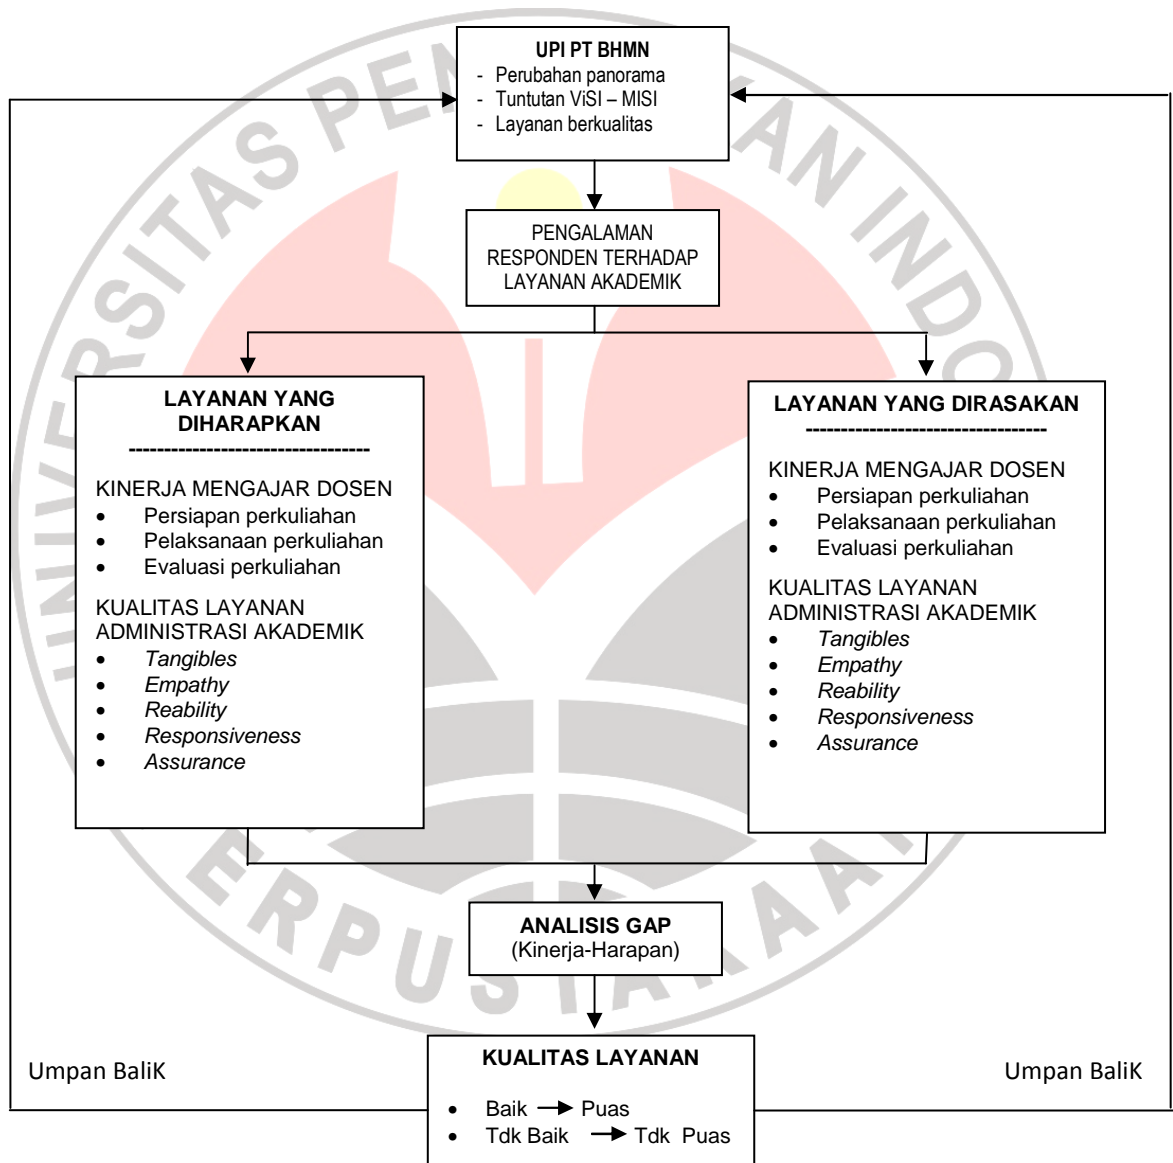 UPI PT BHMN
- Perubahan panorama
- Tuntutan ViSI – MISI
- Layanan berkualitas
PENGALAMAN
RESPONDEN TERHADAP
LAYANAN AKADEMIK
LAYANAN YANG
DIHARAPKAN
----------------------------------
KINERJA MENGAJAR DOSEN
• Persiapan perkuliahan
• Pelaksanaan perkuliahan
• Evaluasi perkuliahan
KUALITAS LAYANAN
ADMINISTRASI AKADEMIK
• Tangibles
• Empathy
• Reability
• Responsiveness
• Assurance
LAYANAN YANG DIRASAKAN
----------------------------------
KINERJA MENGAJAR DOSEN
• Persiapan perkuliahan
• Pelaksanaan perkuliahan
• Evaluasi perkuliahan
KUALITAS LAYANAN
ADMINISTRASI AKADEMIK
• Tangibles
• Empathy
• Reability
• Responsiveness
• Assurance
ANALISIS GAP
(Kinerja-Harapan)
KUALITAS LAYANAN
• Baik → Puas
• Tdk Baik → Tdk Puas
Umpan BaliK
Umpan BaliK
UNIVERSITAS